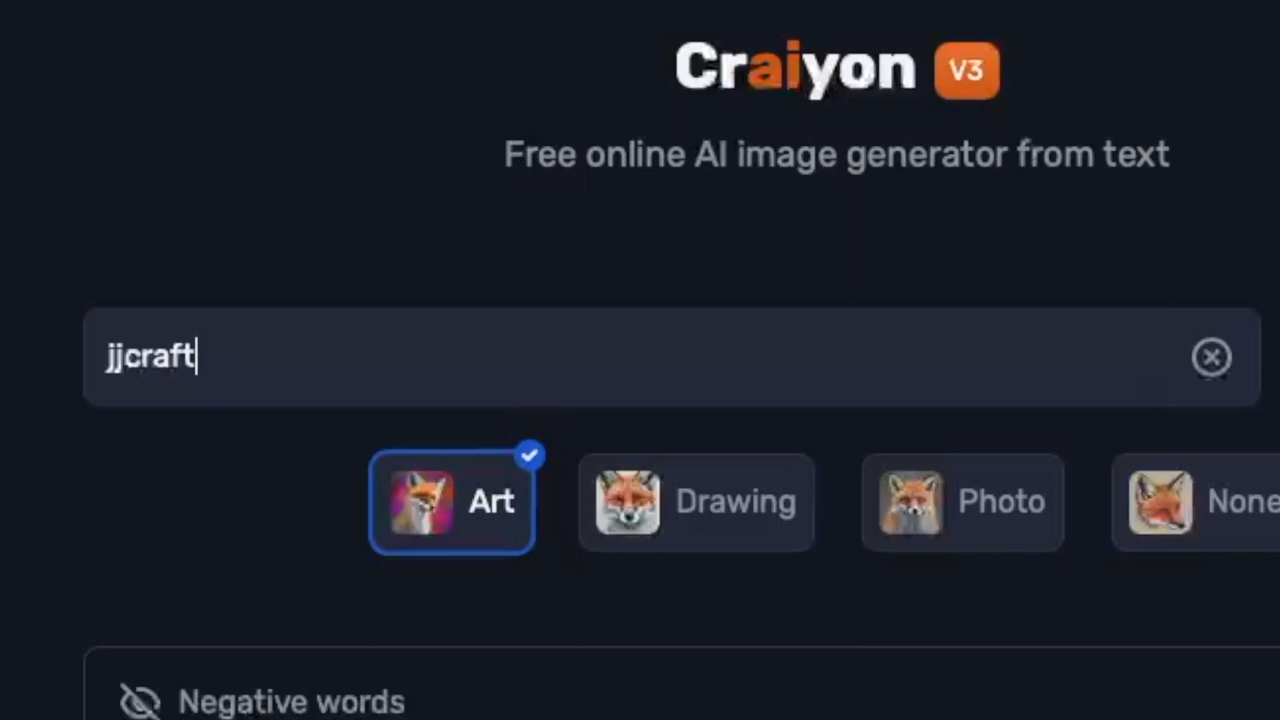 Craiyon V3
Free online AI image generator from text
jjcraft
Art Drawing Photo None
Negative words